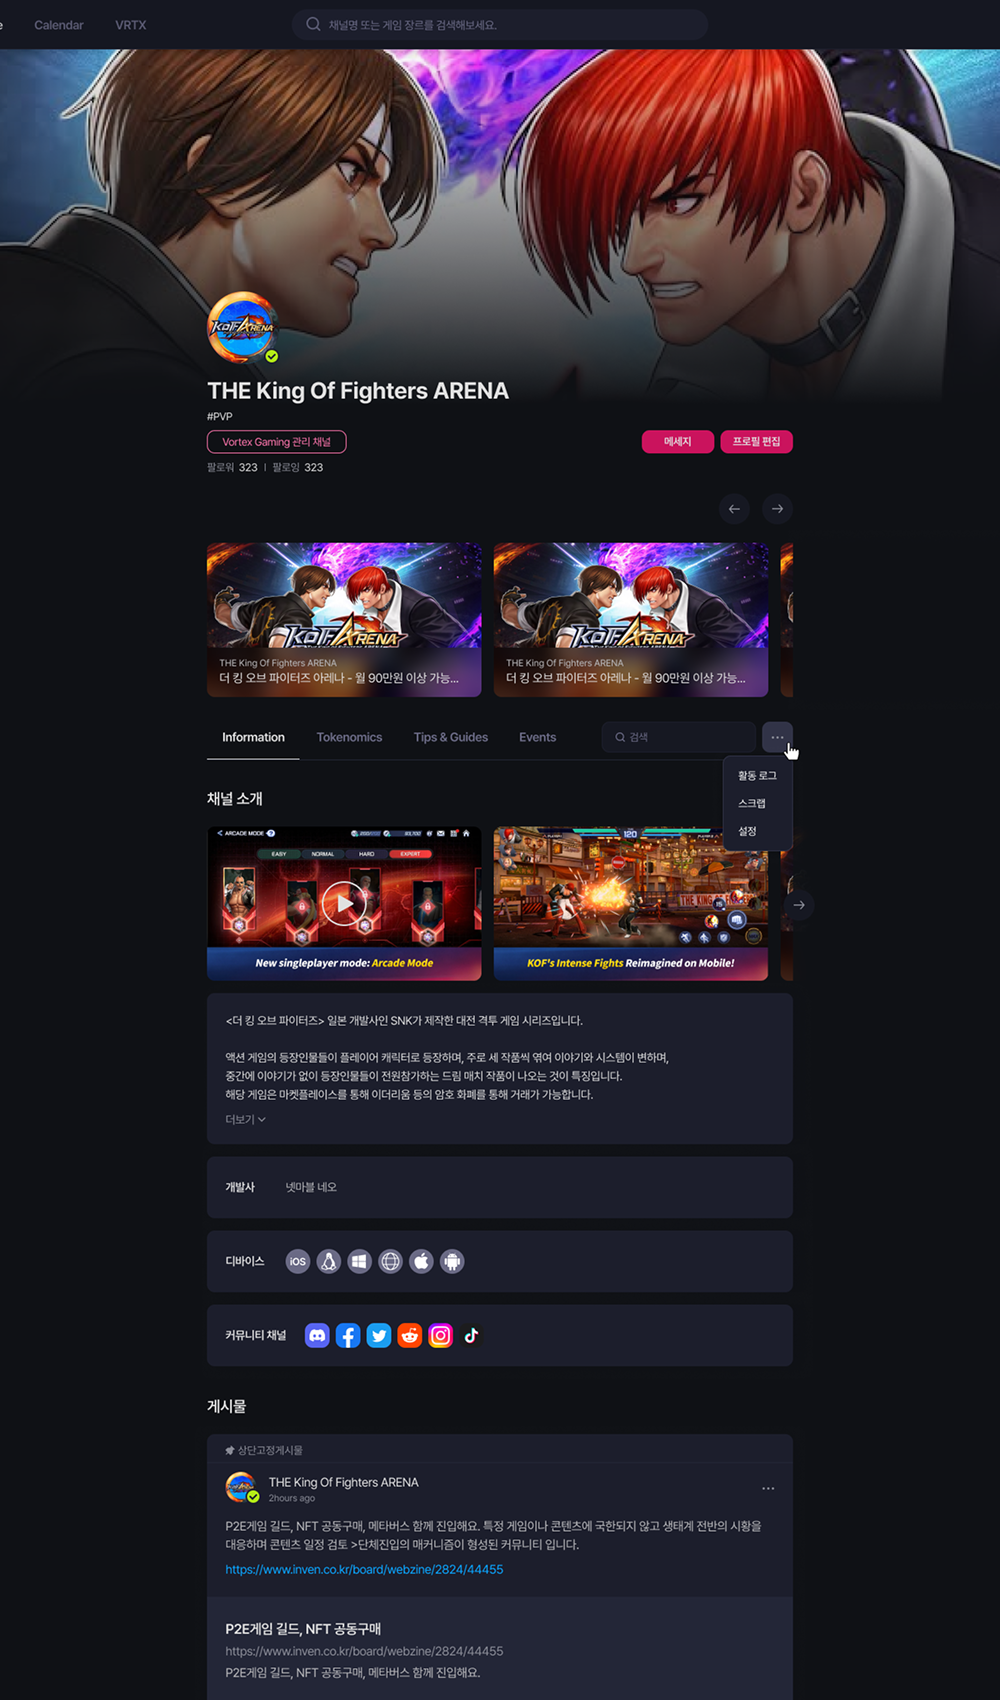 e
Calendar
VRTX
채널명 또는 게임 장르를 검색해보세요.
KOF ARENA
THE King Of Fighters ARENA
#PVP
Vortex Gaming 관리 채널
메세지
프로필 편집
팔로워 323 | 팔로잉 323
KOF ARENA
THE King Of Fighters ARENA
더 킹 오브 파이터즈 아레나 - 월 90만원 이상 가능...
KOF ARENA
THE King Of Fighters ARENA
더 킹 오브 파이터즈 아레나 - 월 90만원 이상 가능...
Information
Tokenomics
Tips & Guides
Events
검색
활동 로그
스크랩
설정
채널 소개
ARCADE MODE
EASY
NORMAL
HARD
EXPERT
New singleplayer mode: Arcade Mode
120
KOF's Intense Fights Reimagined on Mobile!
<더 킹 오브 파이터즈> 일본 개발사인 SNK가 제작한 대전 격투 게임 시리즈입니다.
액션 게임의 등장인물들이 플레이어 캐릭터로 등장하며, 주로 세 작품씩 엮여 이야기와 시스템이 변하며,
중간에 이야기가 없이 등장인물들이 전원참가하는 드림 매치 작품이 나오는 것이 특징입니다.
해당 게임은 마켓플레이스를 통해 이더리움 등의 암호 화폐를 통해 거래가 가능합니다.
더보기
개발사
넷마블 네오
디바이스
iOS
커뮤니티 채널
게시물
상단고정게시물
THE King Of Fighters ARENA
2hours ago
P2E게임 길드, NFT 공동구매, 메타버스 함께 진입해요. 특정 게임이나 콘텐츠에 국한되지 않고 생태계 전반의 시황을
대응하며 콘텐츠 일정 검토 >단체진입의 매커니즘이 형성된 커뮤니티 입니다.
https://www.inven.co.kr/board/webzine/2824/44455
P2E게임 길드, NFT 공동구매
https://www.inven.co.kr/board/webzine/2824/44455
P2E게임 길드, NFT 공동구매, 메타버스 함께 진입해요.